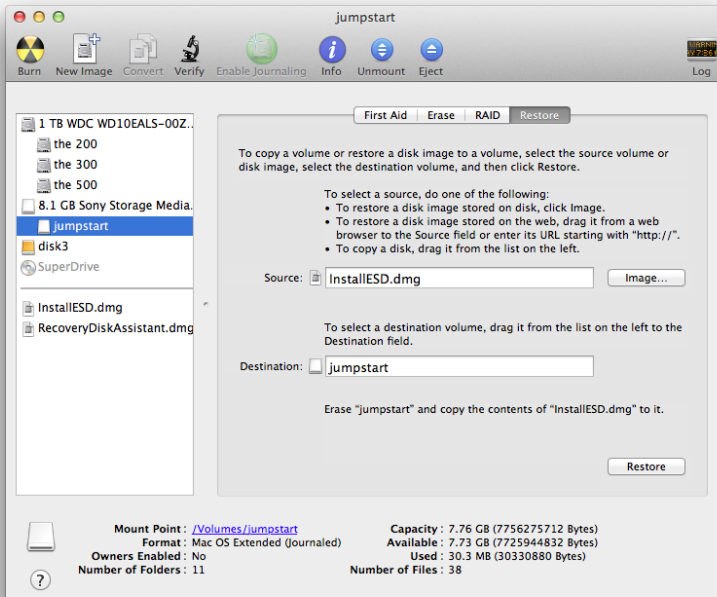 jumpstart
Burn New Image Convert Verify Enable Journaling Info Unmount Eject Log
First Aid Erase RAID Restore
1 TB WDC WD10EALS-00Z..
the 200
the 300
the 500
8.1 GB Sony Storage Media.
jumpstart
disk3
SuperDrive
InstallESD.dmg
RecoveryDiskAssistant.dmg
To copy a volume or restore a disk image to a volume, select the source volume or
disk image, select the destination volume, and then click Restore.
To select a source, do one of the following:
• To restore a disk image stored on disk, click Image.
• To restore a disk image stored on the web, drag it from a web
browser to the Source field or enter its URL starting with “http://”.
• To copy a disk, drag it from the list on the left.
Source: InstallESD.dmg Image...
To select a destination volume, drag it from the list on the left to the
Destination field.
Destination: jumpstart
Erase “jumpstart” and copy the contents of “InstallESD.dmg” to it.
Restore
Mount Point : /Volumes/jumpstart Capacity : 7.76 GB (7756275712 Bytes)
Format : Mac OS Extended (Journaled) Available : 7.73 GB (7725944832 Bytes)
Owners Enabled : No Used : 30.3 MB (30330880 Bytes)
Number of Folders : 11 Number of Files : 38
?